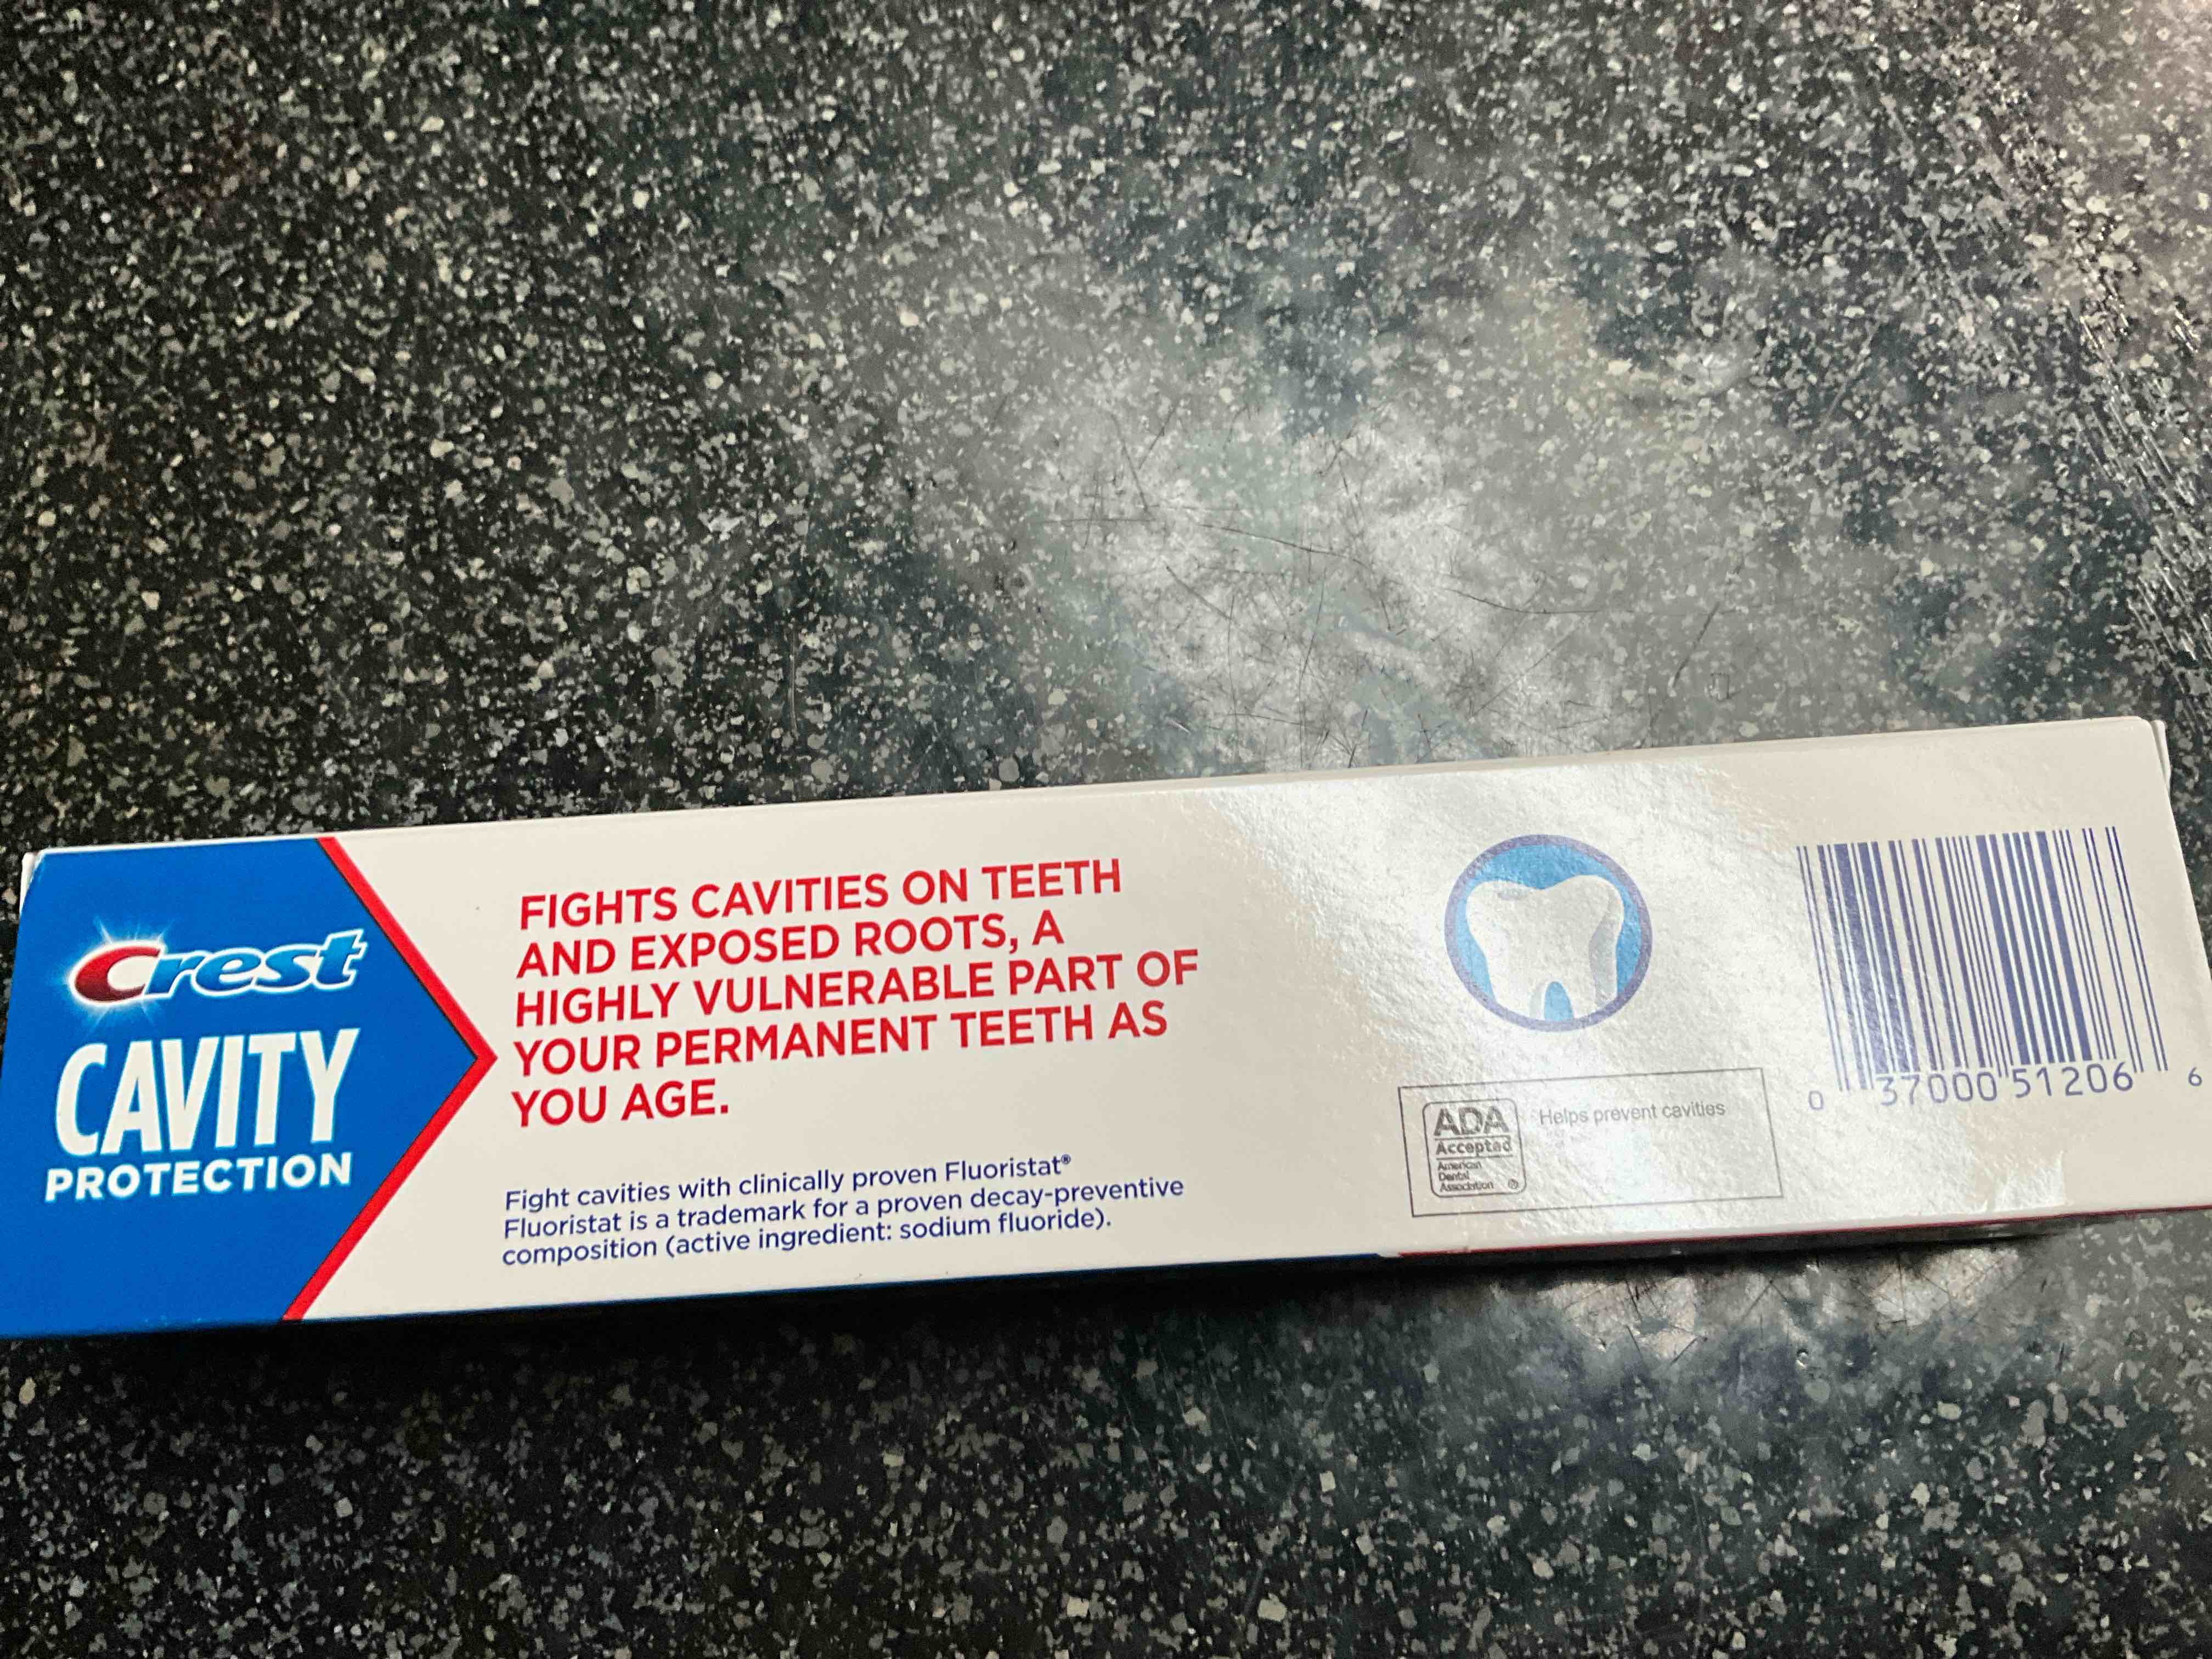 Crest
CAVITY
PROTECTION
FIGHTS CAVITIES ON TEETH
AND EXPOSED ROOTS, A
HIGHLY VULNERABLE PART OF
YOUR PERMANENT TEETH AS
YOU AGE.
Fight cavities with clinically proven Fluoristat®
Fluoristat is a trademark for a proven decay-preventive
composition (active ingredient: sodium fluoride).
ADA
Accepted
American
Dental
Association ®
Helps prevent cavities
0 37000 51206 6